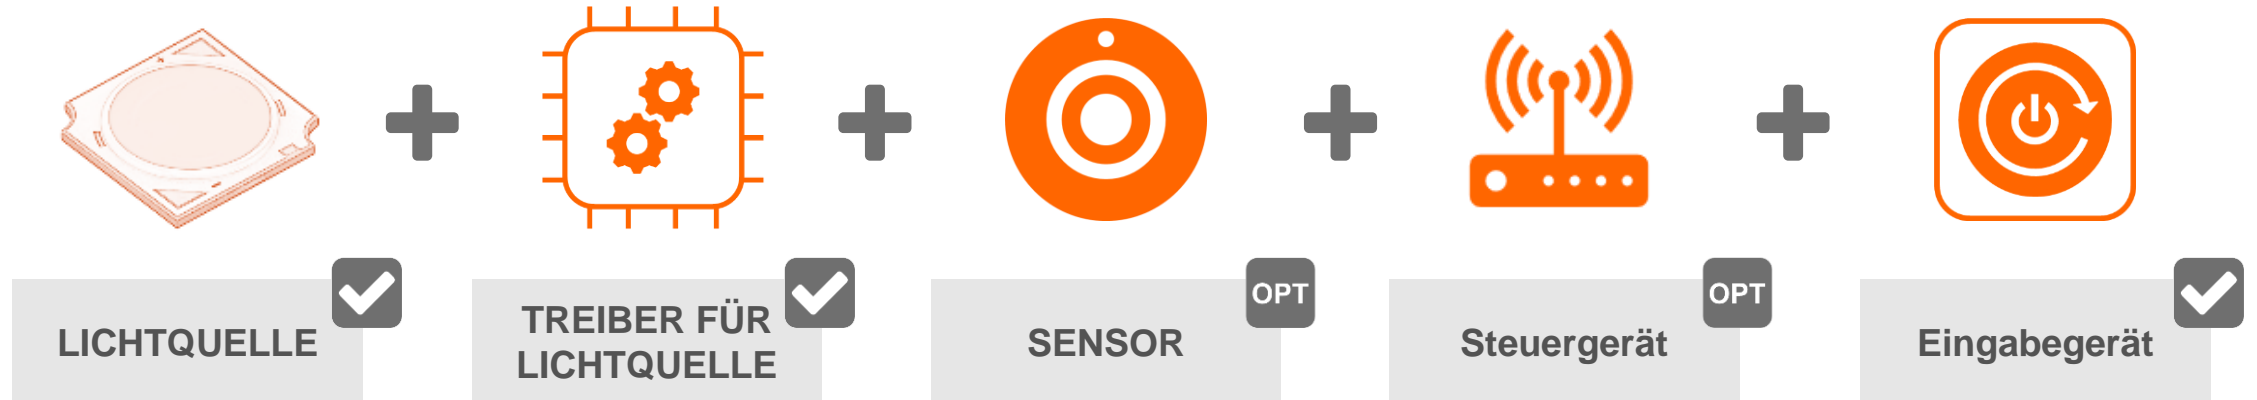 LICHTQUELLE
TREIBER FÜR
LICHTQUELLE
OPT
SENSOR
OPT
Steuergerät
Eingabegerät